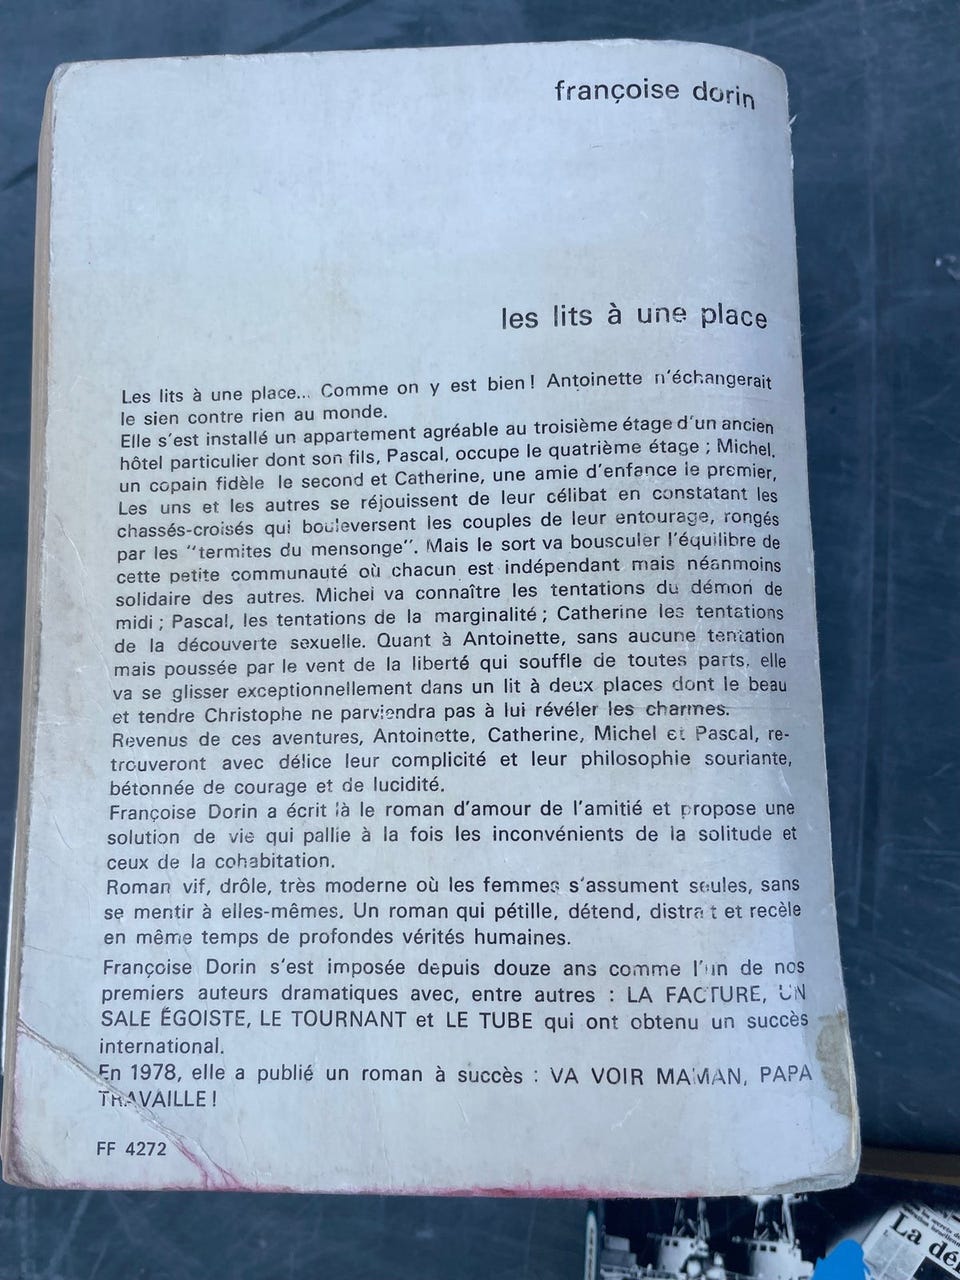 françoise dorin
les lits à une place
Les lits à une place... Comme on y est bien! Antoinette n'échangerait
le sien contre rien au monde.
Elle s'est installé un appartement agréable au troisième étage d'un ancien
hôtel particulier dont son fils, Pascal, occupe le quatrième étage ; Michel,
un copain fidèle le second et Catherine, une amie d'enfance le premier,
Les uns et les autres se réjouissent de leur célibat en constatant les
chassés-croisés qui bouleversent les couples de leur entourage, rongés
par les "termites du mensonge". Mais le sort va bousculer l'équilibre de
cette petite communauté où chacun est indépendant mais néanmoins
solidaire des autres. Michel va connaître les tentations du démon de
midi ; Pascal, les tentations de la marginalité ; Catherine les tentations
de la découverte sexuelle. Quant à Antoinette, sans aucune tentation
mais poussée par le vent de la liberté qui souffle de toutes parts, elle
va se glisser exceptionnellement dans un lit à deux places dont le beau
et tendre Christophe ne parviendra pas à lui révéler les charmes.
Revenus de ces aventures, Antoinette, Catherine, Michel et Pascal, re-
trouveront avec délice leur complicité et leur philosophie souriante,
bétonnée de courage et de lucidité.
Françoise Dorin a écrit là le roman d'amour de l'amitié et propose une
solution de vie qui pallie à la fois les inconvénients de la solitude et
ceux de la cohabitation.
Roman vif, drôle, très moderne où les femmes s'assument seules, sans
se mentir à elles-mêmes. Un roman qui pétille, détend, distrait et recèle
en même temps de profondes vérités humaines.
Françoise Dorin s'est imposée depuis douze ans comme l'un de nos
premiers auteurs dramatiques avec, entre autres : LA FACTURE, UN
SALE ÉGOISTE, LE TOURNANT et LE TUBE qui ont obtenu un succès
international.
En 1978, elle a publié un roman à succès : VA VOIR MAMAN, PAPA
TRAVAILLE!
FF 4272
La